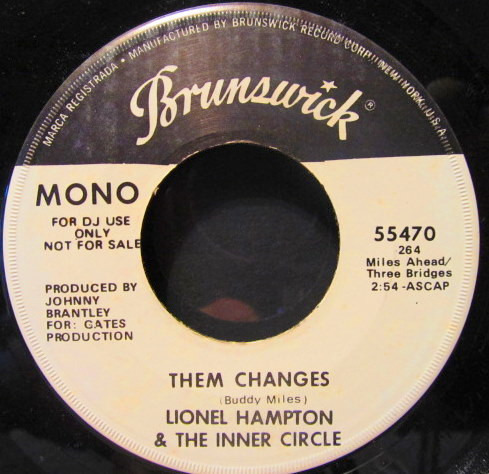 MARCA REGISTRADA • MANUFACTURED BY BRUNSWICK RECORD CORP., NEW YORK, U.S.A.
Brunswick®
MONO
FOR DJ USE
ONLY
NOT FOR SALE
PRODUCED BY
JOHNNY
BRANTLEY
FOR: GATES
PRODUCTION
55470
264
Miles Ahead/
Three Bridges
2:54 -ASCAP
THEM CHANGES
(Buddy Miles)
LIONEL HAMPTON
& THE INNER CIRCLE